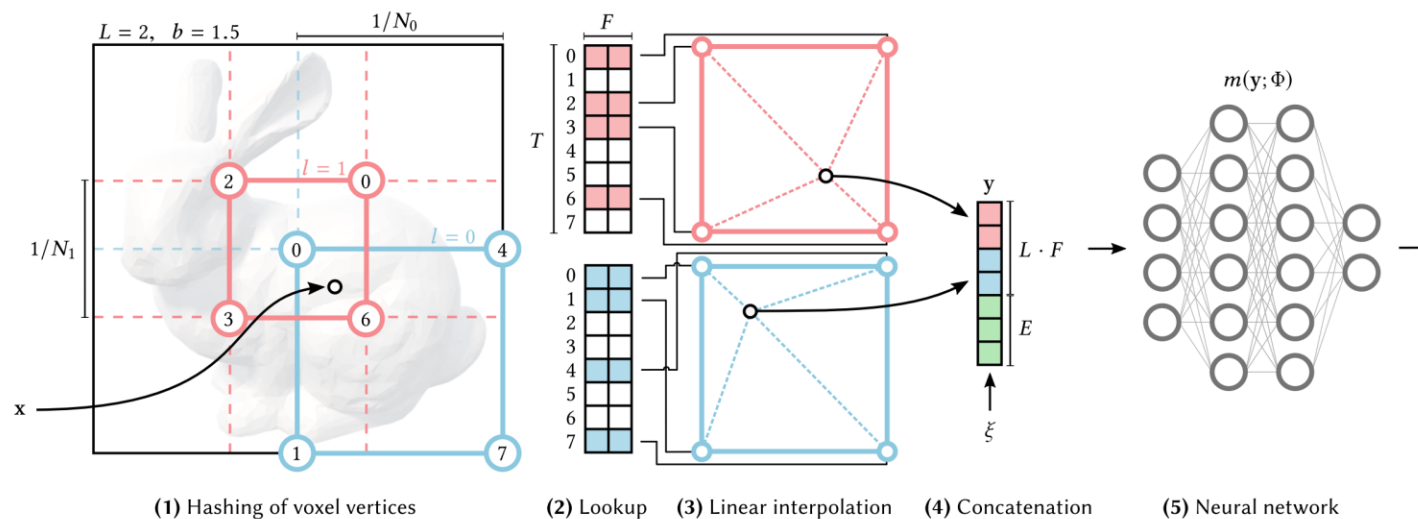 L = 2, b = 1.5
1/N₀
l = 1
2
0
1/N₁
l = 0
0
4
3
6
x
1
7
F
T
0
1
2
3
4
5
6
7
0
1
2
3
4
5
6
7
y
L · F
E
ξ
m(y; Φ)
(1) Hashing of voxel vertices
(2) Lookup
(3) Linear interpolation
(4) Concatenation
(5) Neural network